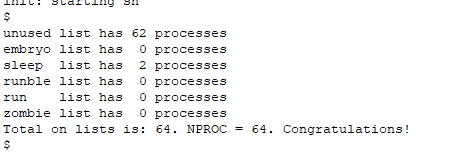 init: starting sh
$
unused list has 62 processes
embryo list has  0 processes
sleep  list has  2 processes
runble list has  0 processes
run    list has  0 processes
zombie list has  0 processes
Total on lists is: 64. NPROC = 64. Congratulations!
$